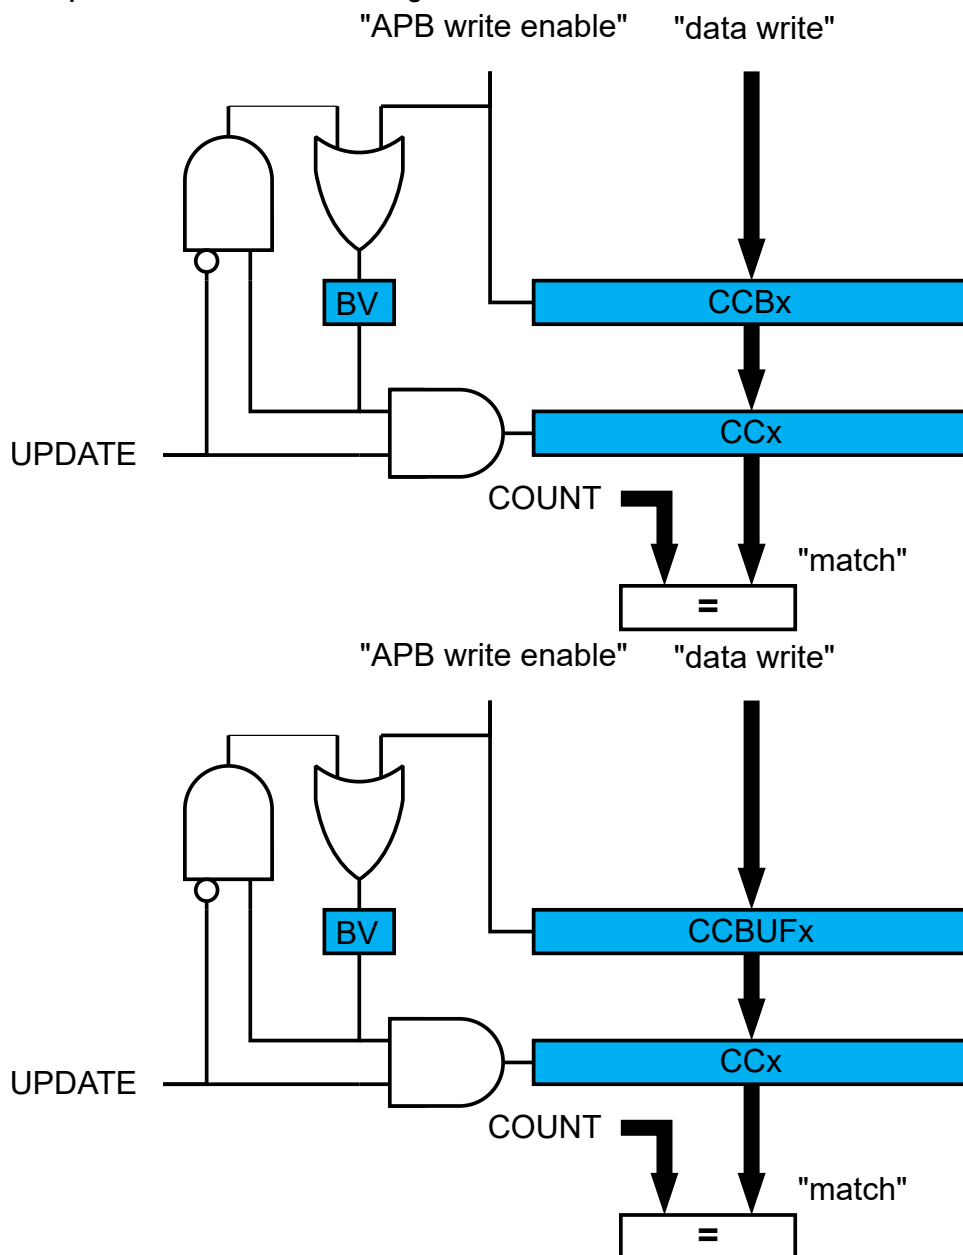 "APB write enable" "data write"
BV
CCBx
CCx
UPDATE
COUNT
"match"
=
"APB write enable" "data write"
BV
CCBUFx
CCx
UPDATE
COUNT
"match"
=